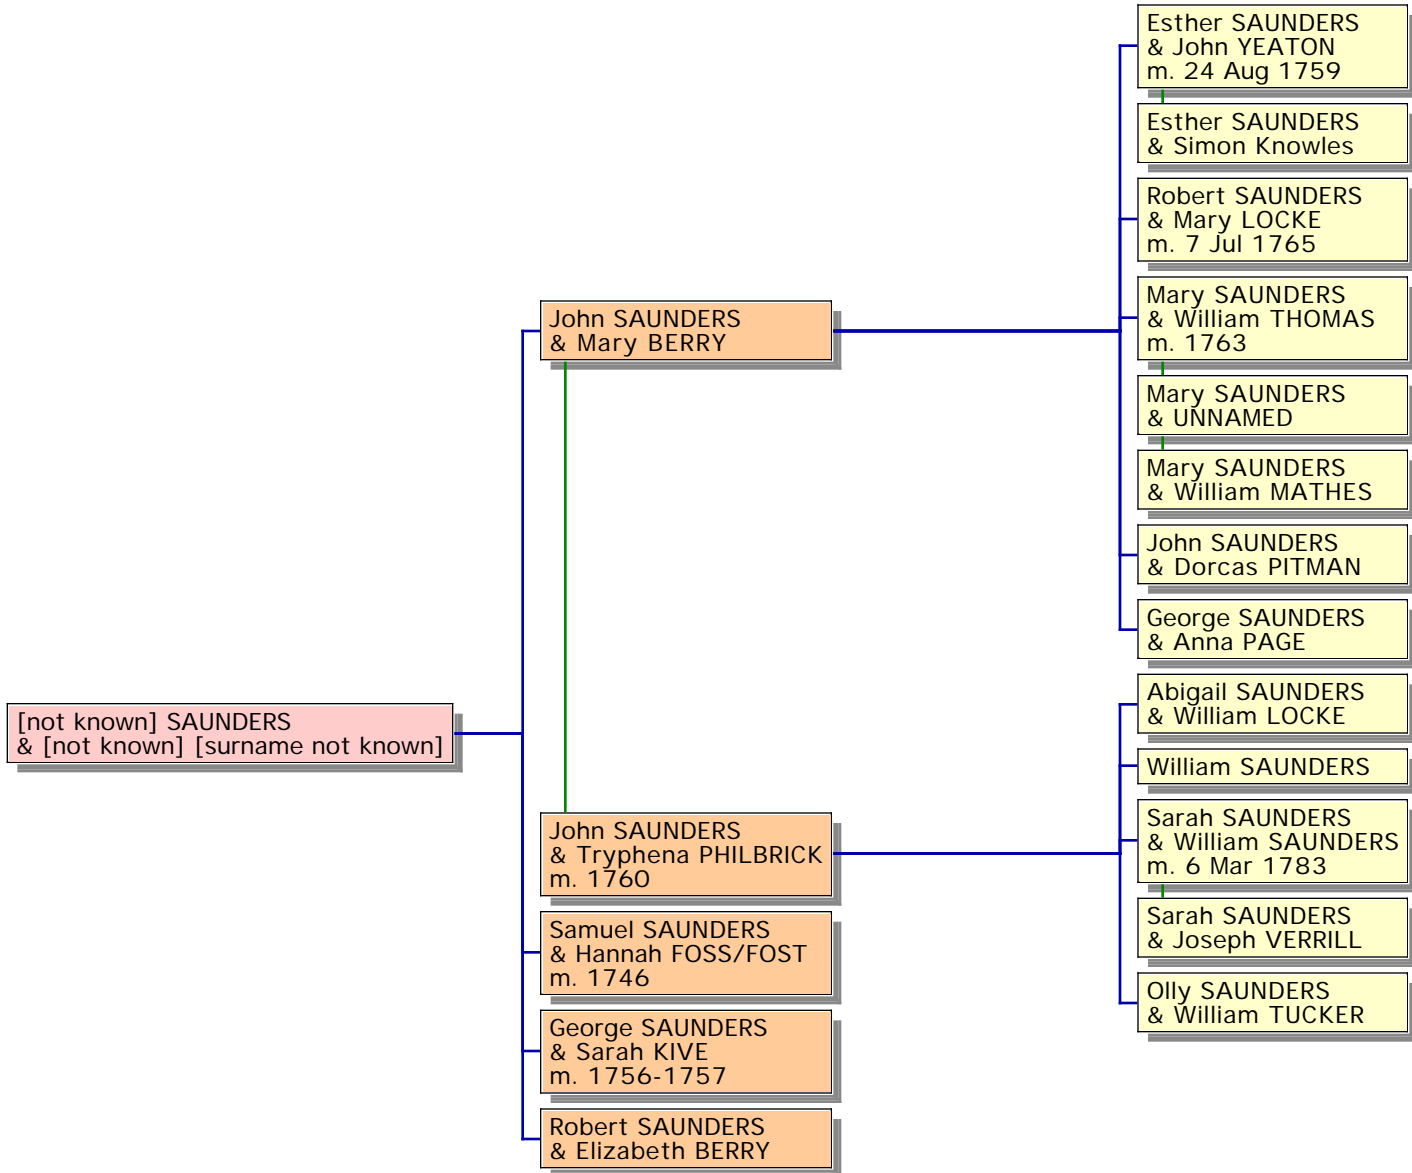 [not known] SAUNDERS
& [not known] [surname not known]
John SAUNDERS
& Mary BERRY
John SAUNDERS
& Tryphena PHILBRICK
m. 1760
Samuel SAUNDERS
& Hannah FOSS/FOST
m. 1746
George SAUNDERS
& Sarah KIVE
m. 1756-1757
Robert SAUNDERS
& Elizabeth BERRY
Esther SAUNDERS
& John YEATON
m. 24 Aug 1759
Esther SAUNDERS
& Simon Knowles
Robert SAUNDERS
& Mary LOCKE
m. 7 Jul 1765
Mary SAUNDERS
& William THOMAS
m. 1763
Mary SAUNDERS
& UNNAMED
Mary SAUNDERS
& William MATHES
John SAUNDERS
& Dorcas PITMAN
George SAUNDERS
& Anna PAGE
Abigail SAUNDERS
& William LOCKE
William SAUNDERS
Sarah SAUNDERS
& William SAUNDERS
m. 6 Mar 1783
Sarah SAUNDERS
& Joseph VERRILL
Olly SAUNDERS
& William TUCKER